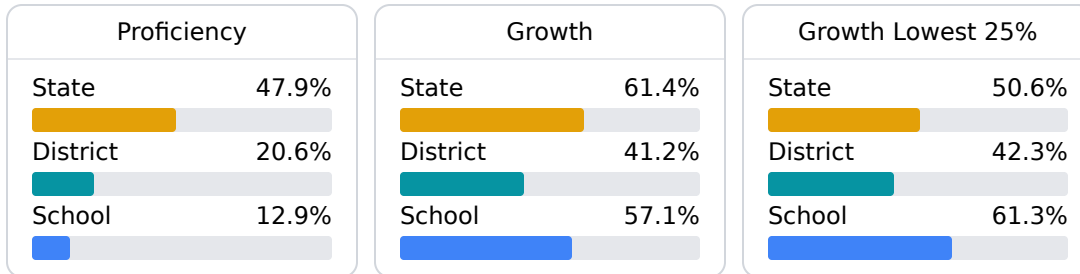 Proficiency
State 47.9%
District 20.6%
School 12.9%
Growth
State 61.4%
District 41.2%
School 57.1%
Growth Lowest 25%
State 50.6%
District 42.3%
School 61.3%